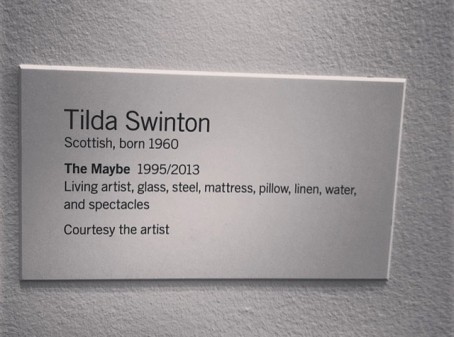 Tilda Swinton
Scottish, born 1960
The Maybe 1995/2013
Living artist, glass, steel, mattress, pillow, linen, water,
and spectacles
Courtesy the artist